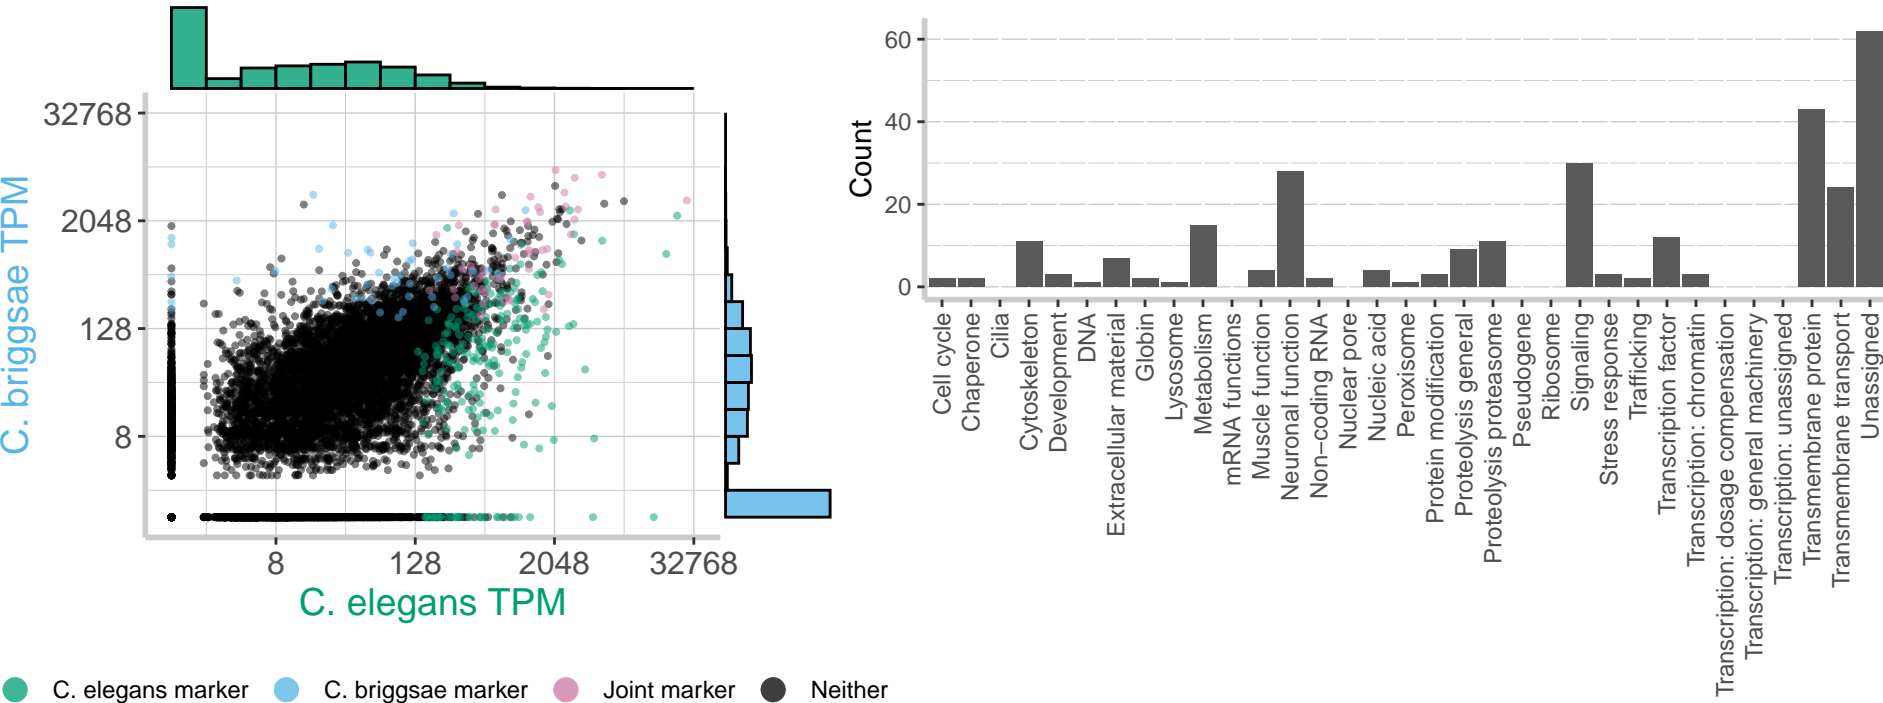 32768
2048
128
8
C. briggsae TPM
8
128
2048
32768
C. elegans TPM
C. elegans marker
C. briggsae marker
Joint marker
Neither
60
40
20
0
Count
Cell cycle
Chaperone
Cilia
Cytoskeleton
Development
DNA
Extracellular material
Globin
Lysosome
Metabolism
mRNA functions
Muscle function
Neuronal function
Non−coding RNA
Nuclear pore
Nucleic acid
Peroxisome
Protein modification
Proteolysis general
Proteolysis proteasome
Pseudogene
Ribosome
Signaling
Stress response
Trafficking
Transcription factor
Transcription: chromatin
Transcription: dosage compensation
Transcription: general machinery
Transcription: unassigned
Transmembrane protein
Transmembrane transport
Unassigned